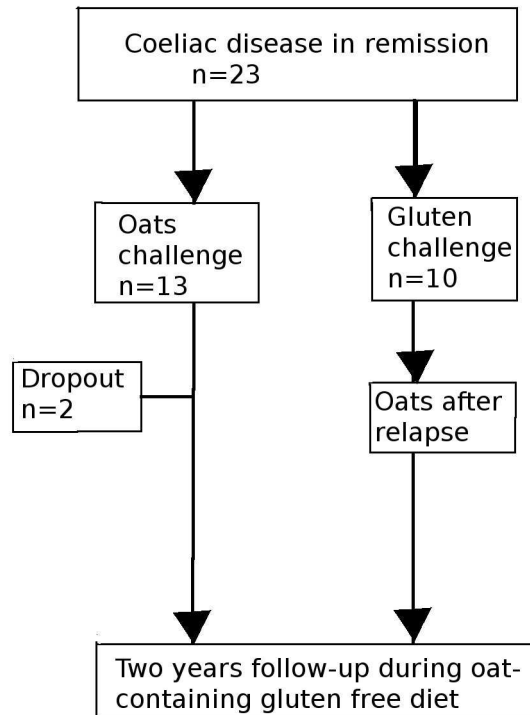 Coeliac disease in remission
n=23
Oats
challenge
n=13
Gluten
challenge
n=10
Dropout
n=2
Oats after
relapse
Two years follow-up during oat-
containing gluten free diet